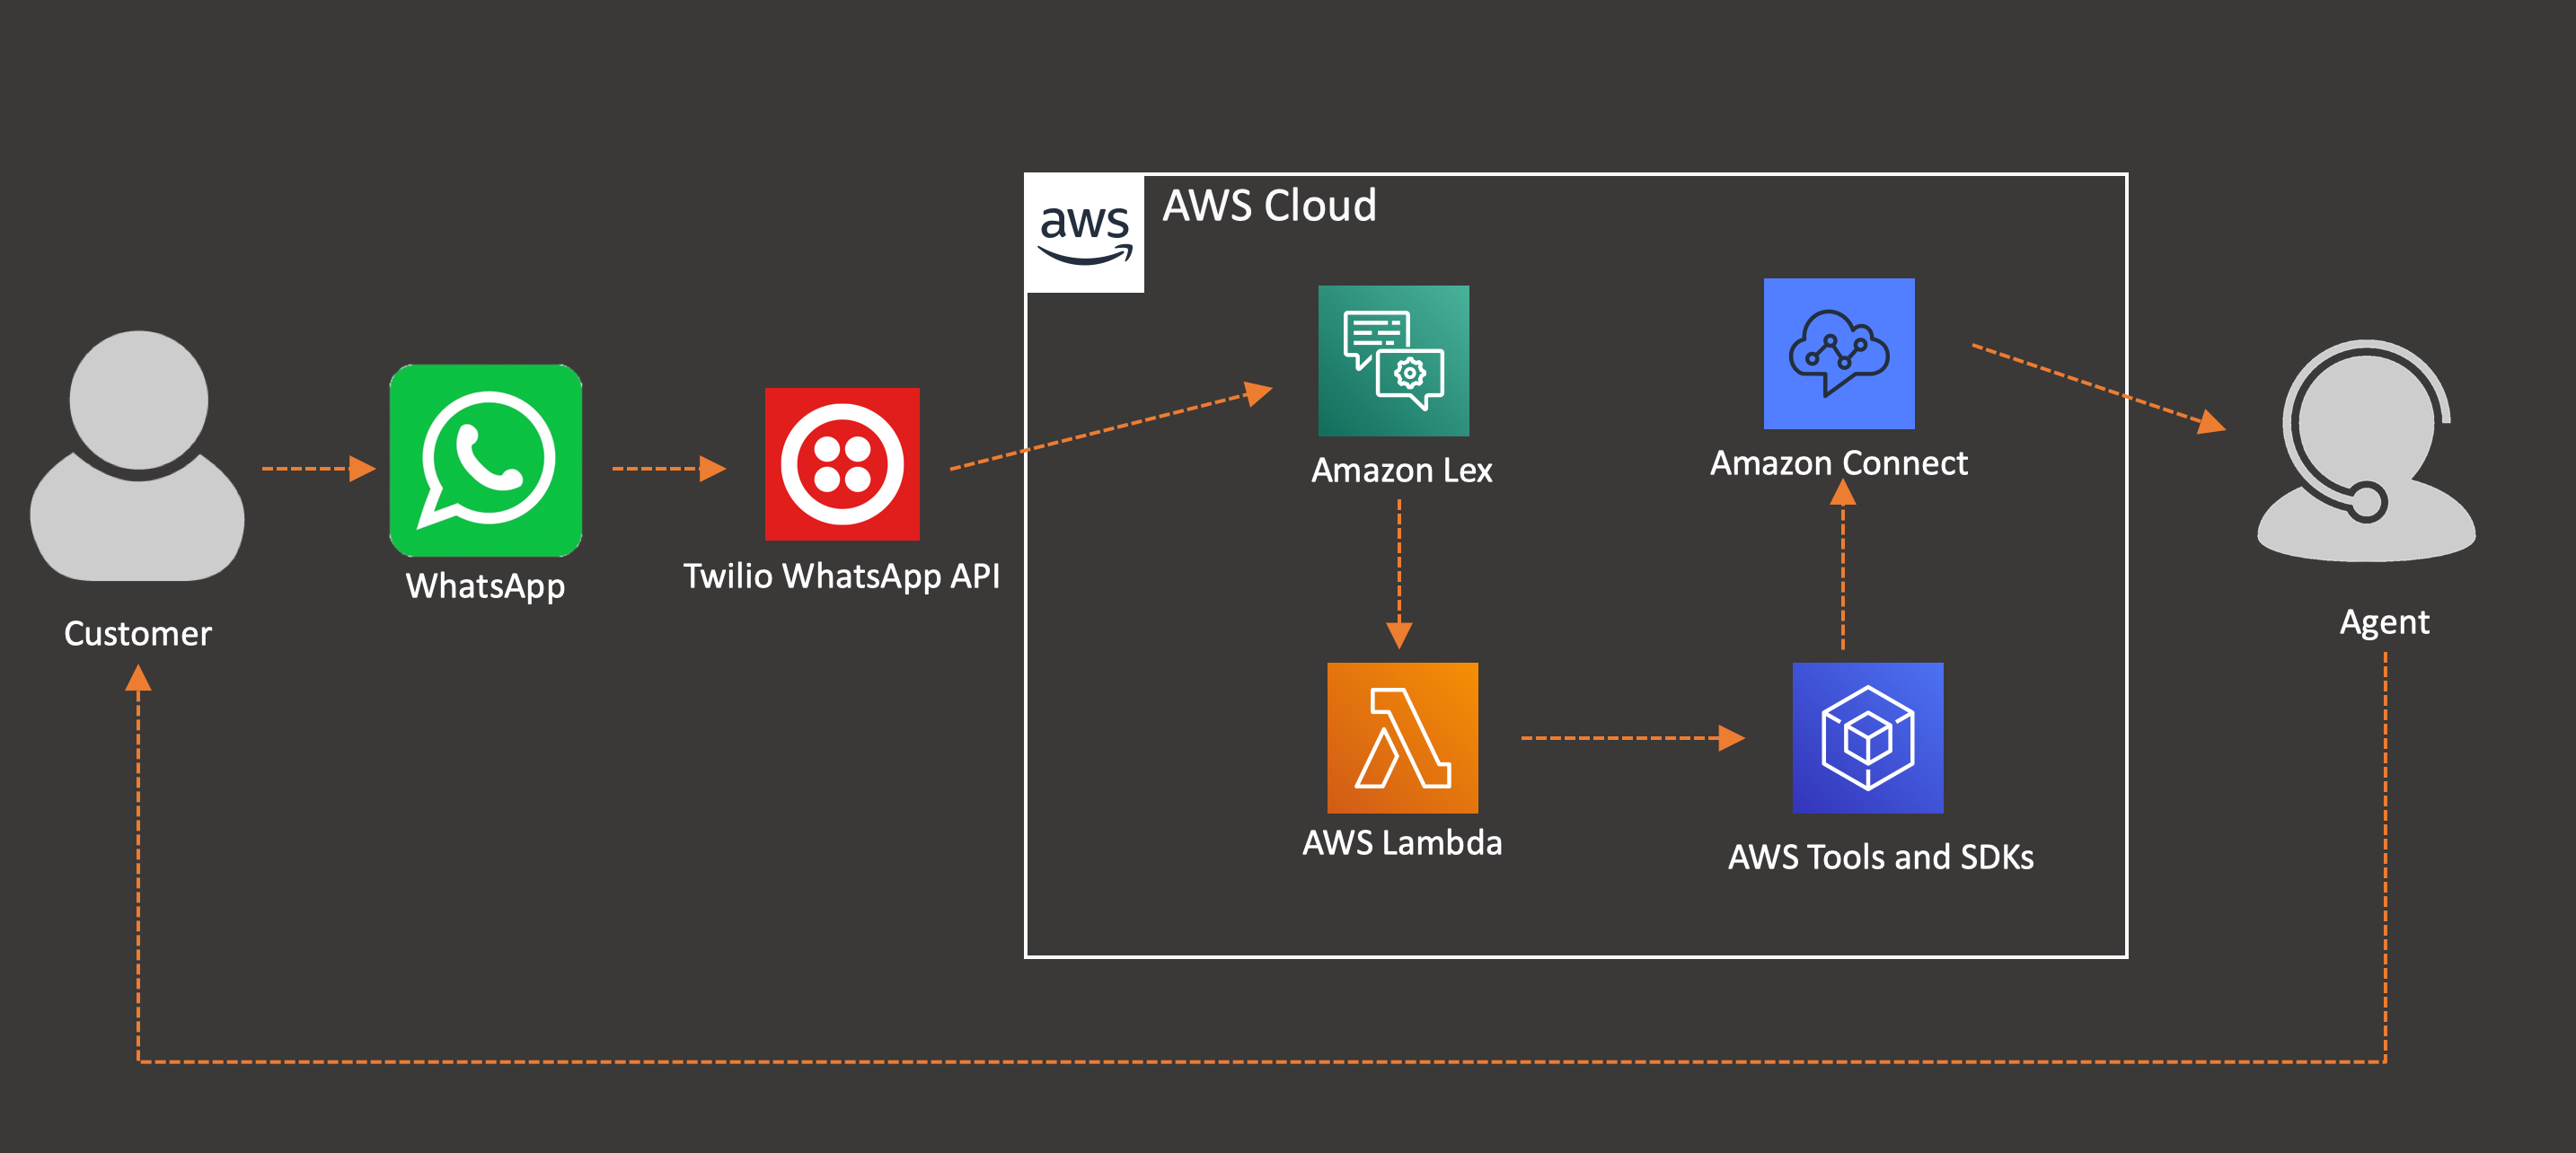 aws
AWS Cloud
Amazon Lex
Amazon Connect
WhatsApp
Twilio WhatsApp API
Customer
Agent
AWS Lambda
AWS Tools and SDKs